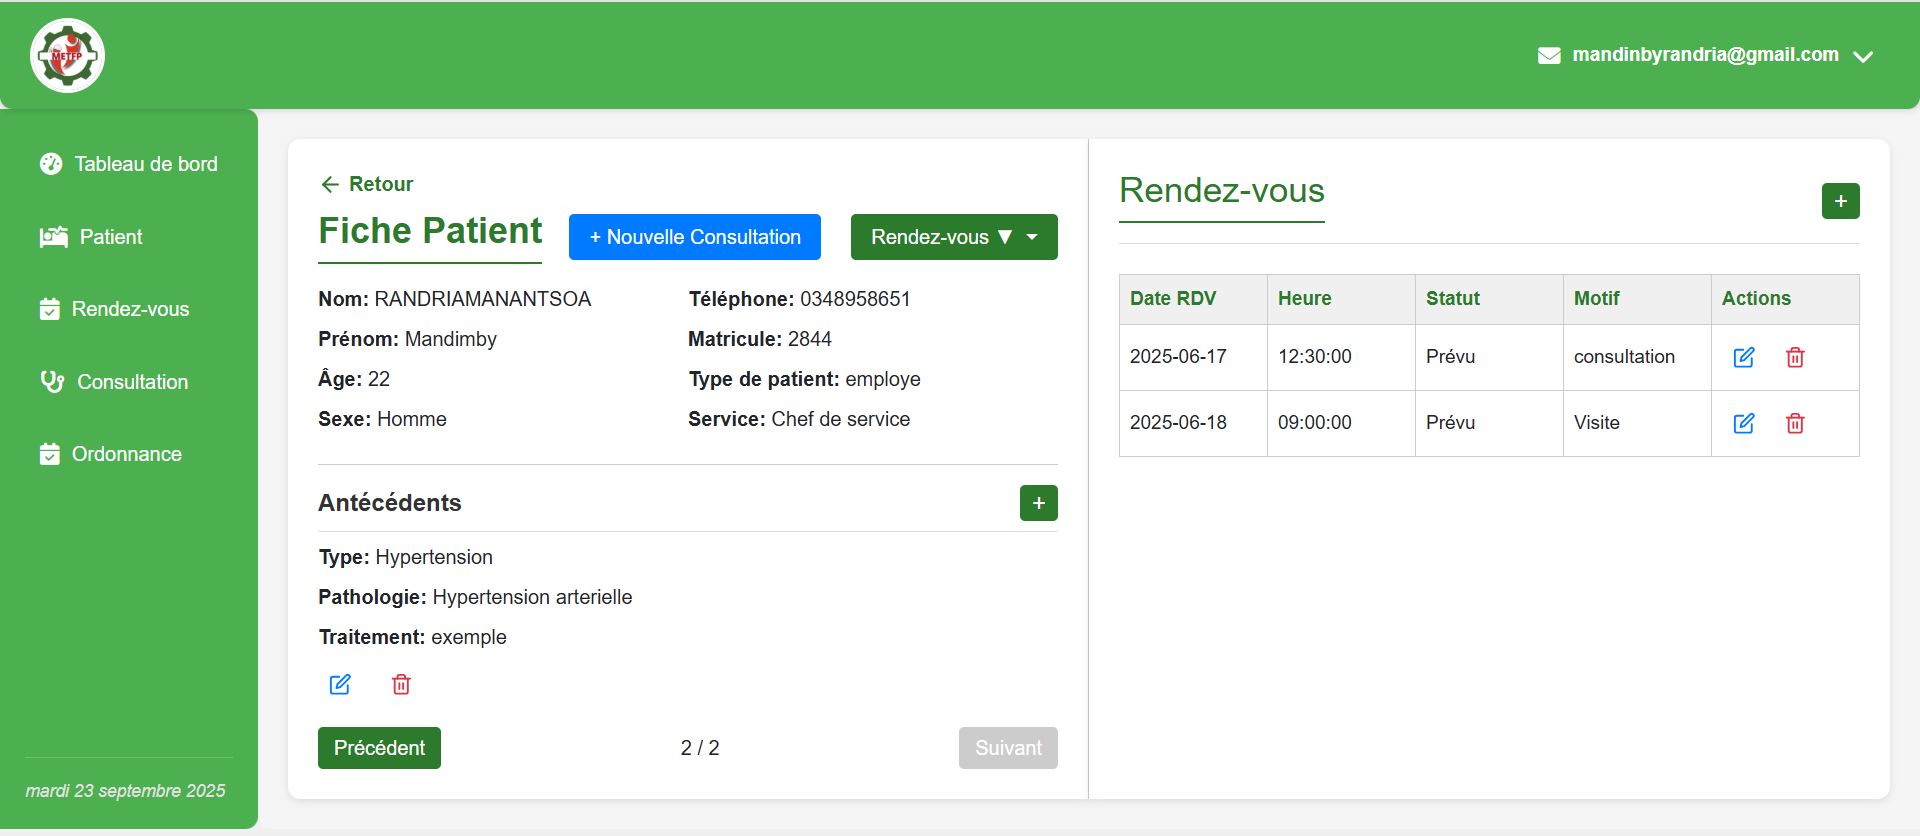 METFP
mandinbyrandria@gmail.com
Tableau de bord
Patient
Rendez-vous
Consultation
Ordonnance
mardi 23 septembre 2025
Retour
Fiche Patient
+ Nouvelle Consultation
Rendez-vous ▼
Nom: RANDRIAMANANTSOA
Téléphone: 0348958651
Prénom: Mandimby
Matricule: 2844
Âge: 22
Type de patient: employe
Sexe: Homme
Service: Chef de service
Antécédents
+
Type: Hypertension
Pathologie: Hypertension arterielle
Traitement: exemple
Précédent
2 / 2
Suivant
Rendez-vous
+
Date RDV Heure Statut Motif Actions
2025-06-17 12:30:00 Prévu consultation
2025-06-18 09:00:00 Prévu Visite